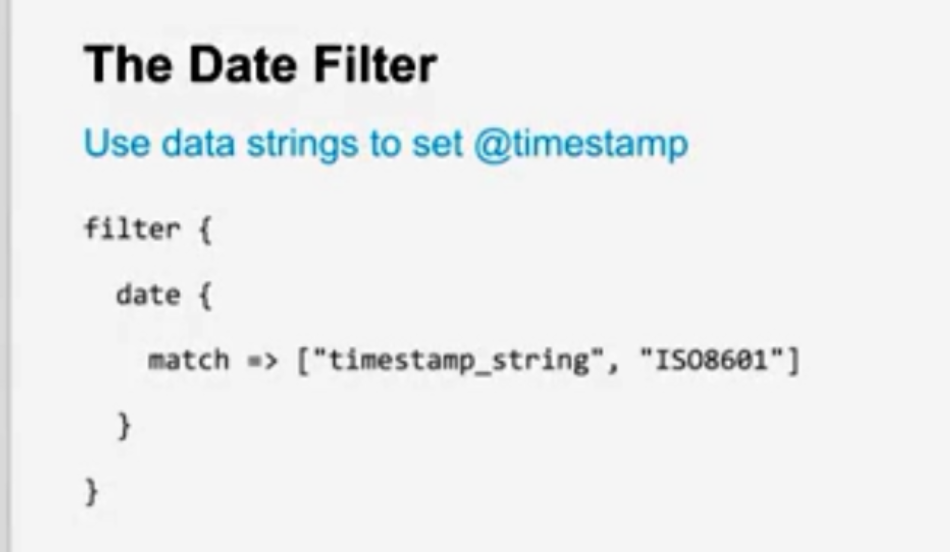 The Date Filter
Use data strings to set @timestamp
filter {
date {
match => ["timestamp_string", "ISO8601"]
}
}